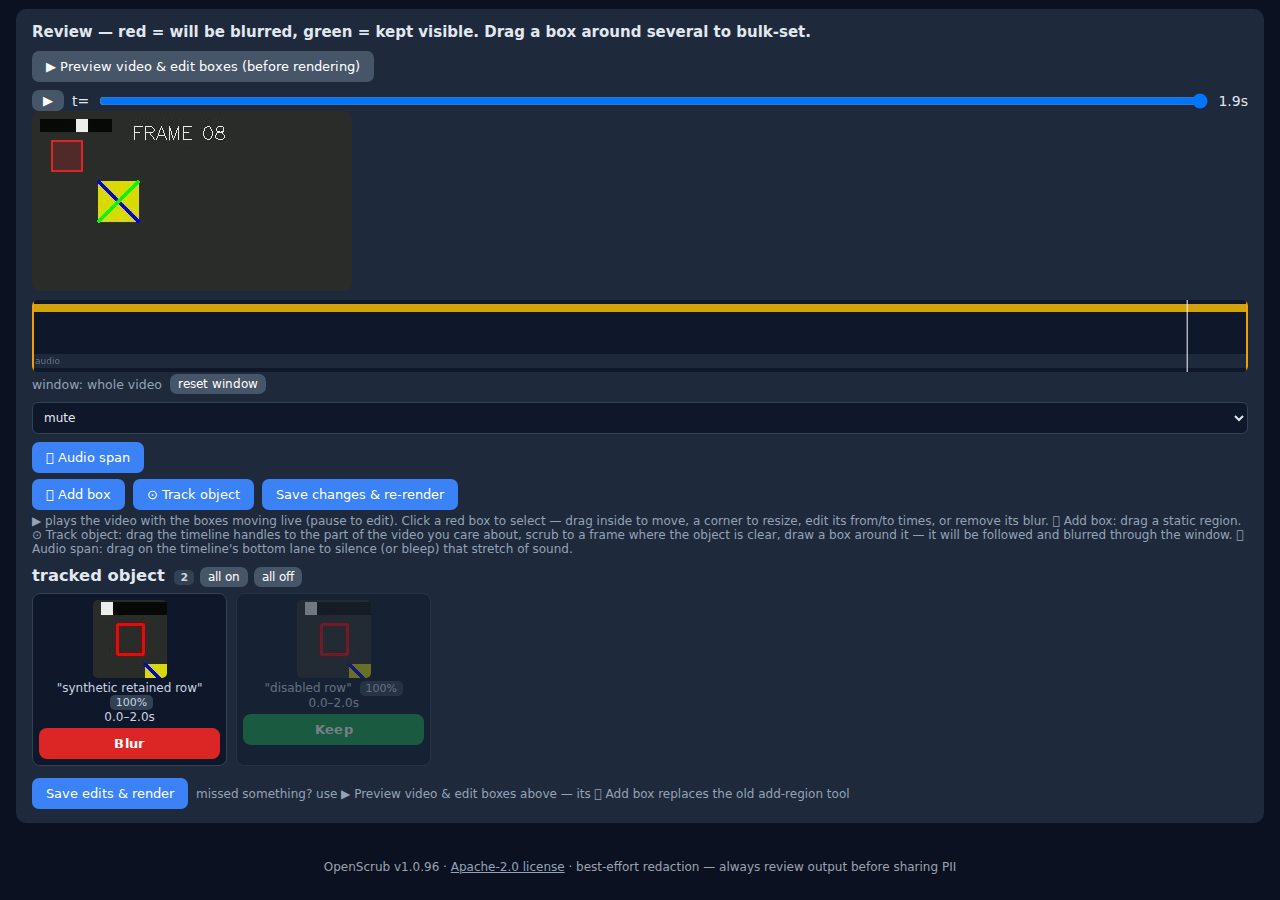 Review — red = will be blurred, green = kept visible. Drag a box around several to bulk-set.
▶ Preview video & edit boxes (before rendering)
▶ t= 1.9s
FRAME 08
audio
window: whole video reset window
mute
Audio span
Add box ⊙ Track object Save changes & re-render
▶ plays the video with the boxes moving live (pause to edit). Click a red box to select — drag inside to move, a corner to resize, edit its from/to times, or remove its blur. Add box: drag a static region.
⊙ Track object: drag the timeline handles to the part of the video you care about, scrub to a frame where the object is clear, draw a box around it — it will be followed and blurred through the window.
Audio span: drag on the timeline's bottom lane to silence (or bleep) that stretch of sound.
tracked object 2 all on all off
"synthetic retained row"
100%
0.0–2.0s
Blur
"disabled row" 100%
0.0–2.0s
Keep
Save edits & render missed something? use ▶ Preview video & edit boxes above — its Add box replaces the old add-region tool
OpenScrub v1.0.96 · Apache-2.0 license · best-effort redaction — always review output before sharing PII